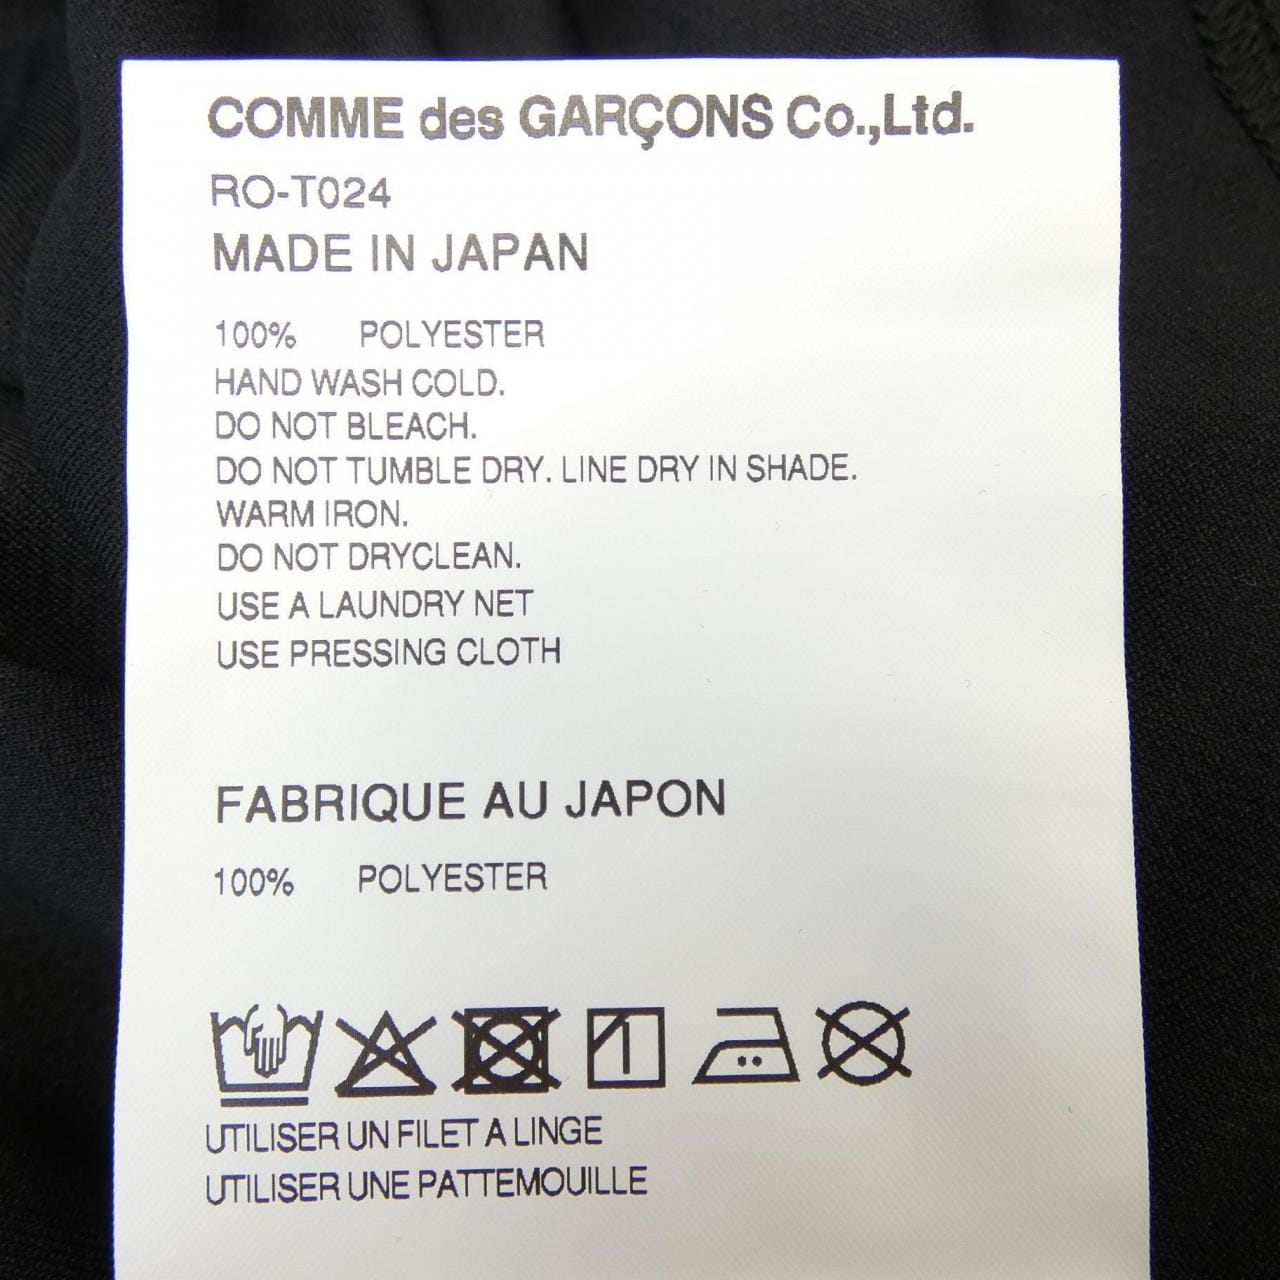 COMME des GARÇONS Co.,Ltd.
RO-T024
MADE IN JAPAN
100% POLYESTER
HAND WASH COLD.
DO NOT BLEACH.
DO NOT TUMBLE DRY. LINE DRY IN SHADE.
WARM IRON.
DO NOT DRYCLEAN.
USE A LAUNDRY NET
USE PRESSING CLOTH
FABRIQUE AU JAPON
100% POLYESTER
UTILISER UN FILET A LINGE
UTILISER UNE PATTEMOUILLE